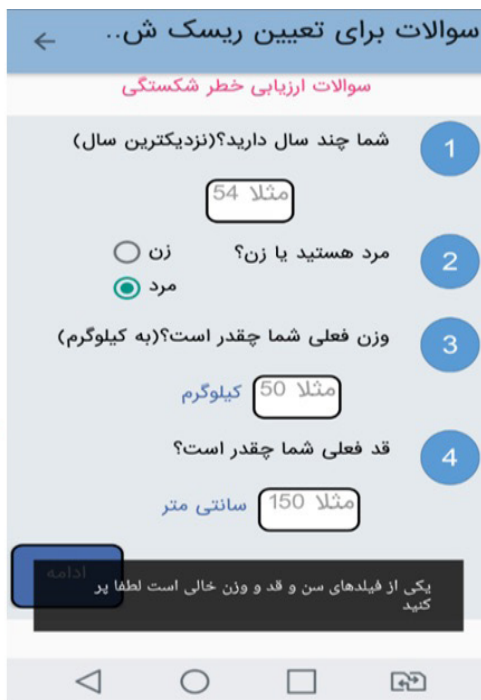 سوالات برای تعیین ریسک ش..
سوالات ارزیابی خطر شکستگی
1
شما چند سال دارید؟(نزدیکترین سال)
مثلا 54
2
مرد هستید یا زن؟
زن
مرد
3
وزن فعلی شما چقدر است؟(به کیلوگرم)
مثلا 50 کیلوگرم
4
قد فعلی شما چقدر است؟
مثلا 150 سانتی متر
ادامه
یکی از فیلدهای سن و قد و وزن خالی است لطفا پر
کنید